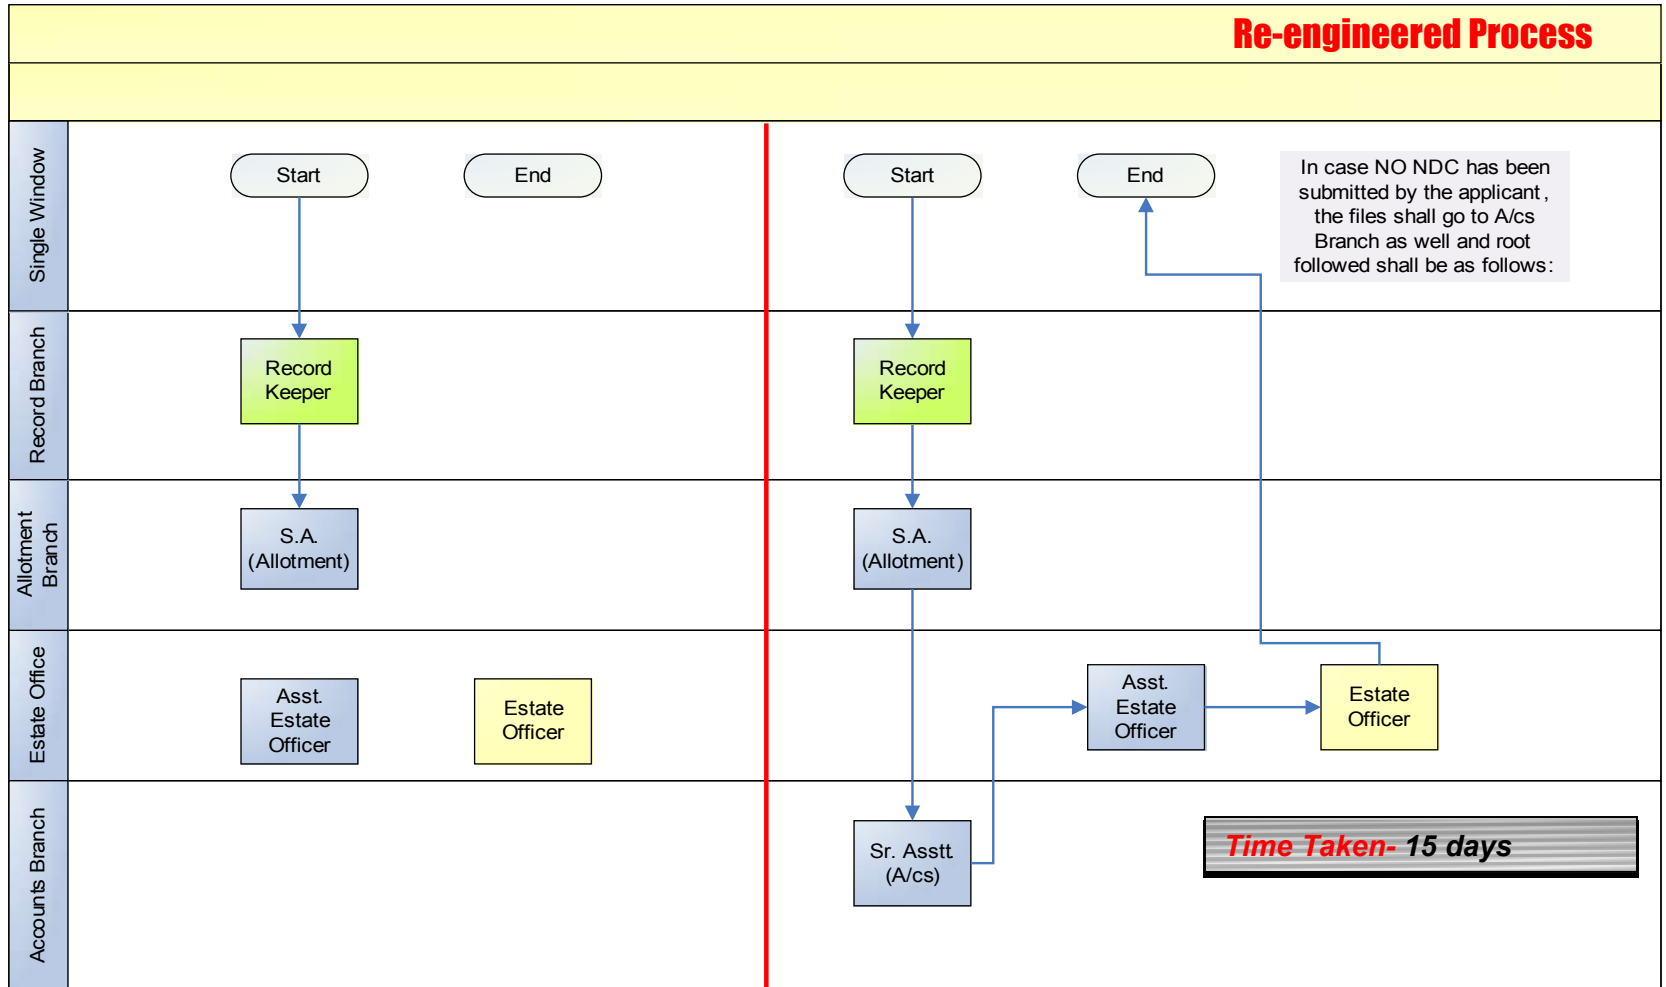 Re-engineered Process
Single Window
Start
End
Start
End
In case NO NDC has been
submitted by the applicant,
the files shall go to A/cs
Branch as well and root
followed shall be as follows:
Record Branch
Record
Keeper
Record
Keeper
Allotment
Branch
S.A.
(Allotment)
S.A.
(Allotment)
Estate Office
Asst.
Estate
Officer
Estate
Officer
Asst.
Estate
Officer
Estate
Officer
Accounts Branch
Sr. Asstt.
(A/cs)
Time Taken- 15 days